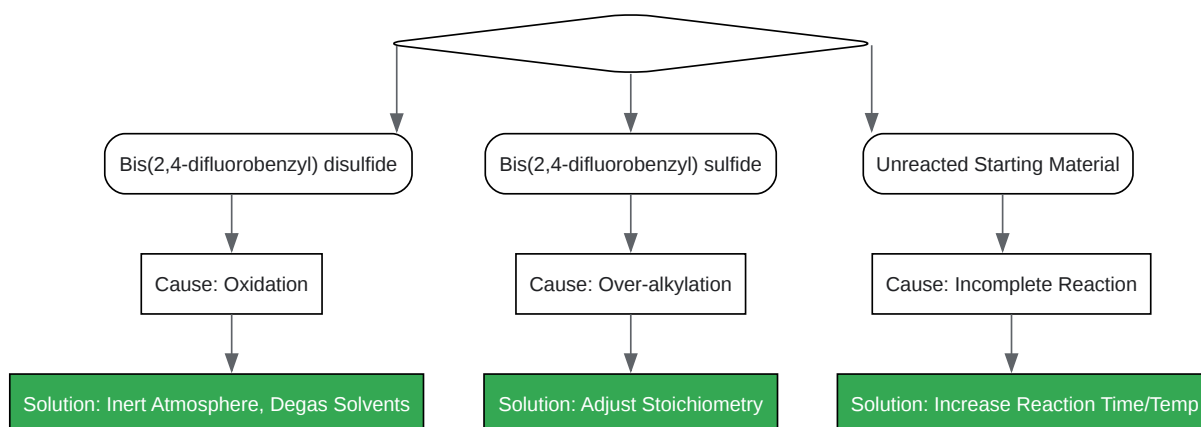 Bis(2,4-difluorobenzyl) disulfide
Bis(2,4-difluorobenzyl) sulfide
Unreacted Starting Material
Cause: Oxidation
Cause: Over-alkylation
Cause: Incomplete Reaction
Solution: Inert Atmosphere, Degas Solvents
Solution: Adjust Stoichiometry
Solution: Increase Reaction Time/Temp